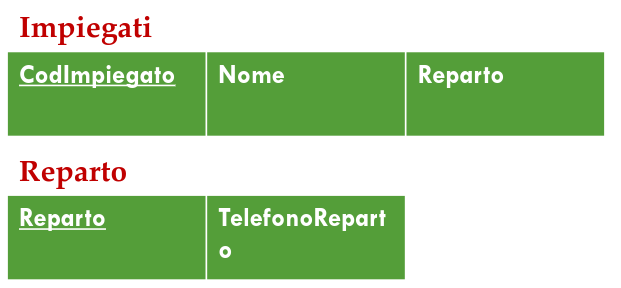 Impiegati
CodImpiegato Nome Reparto
Reparto
Reparto TelefonoRepart
o